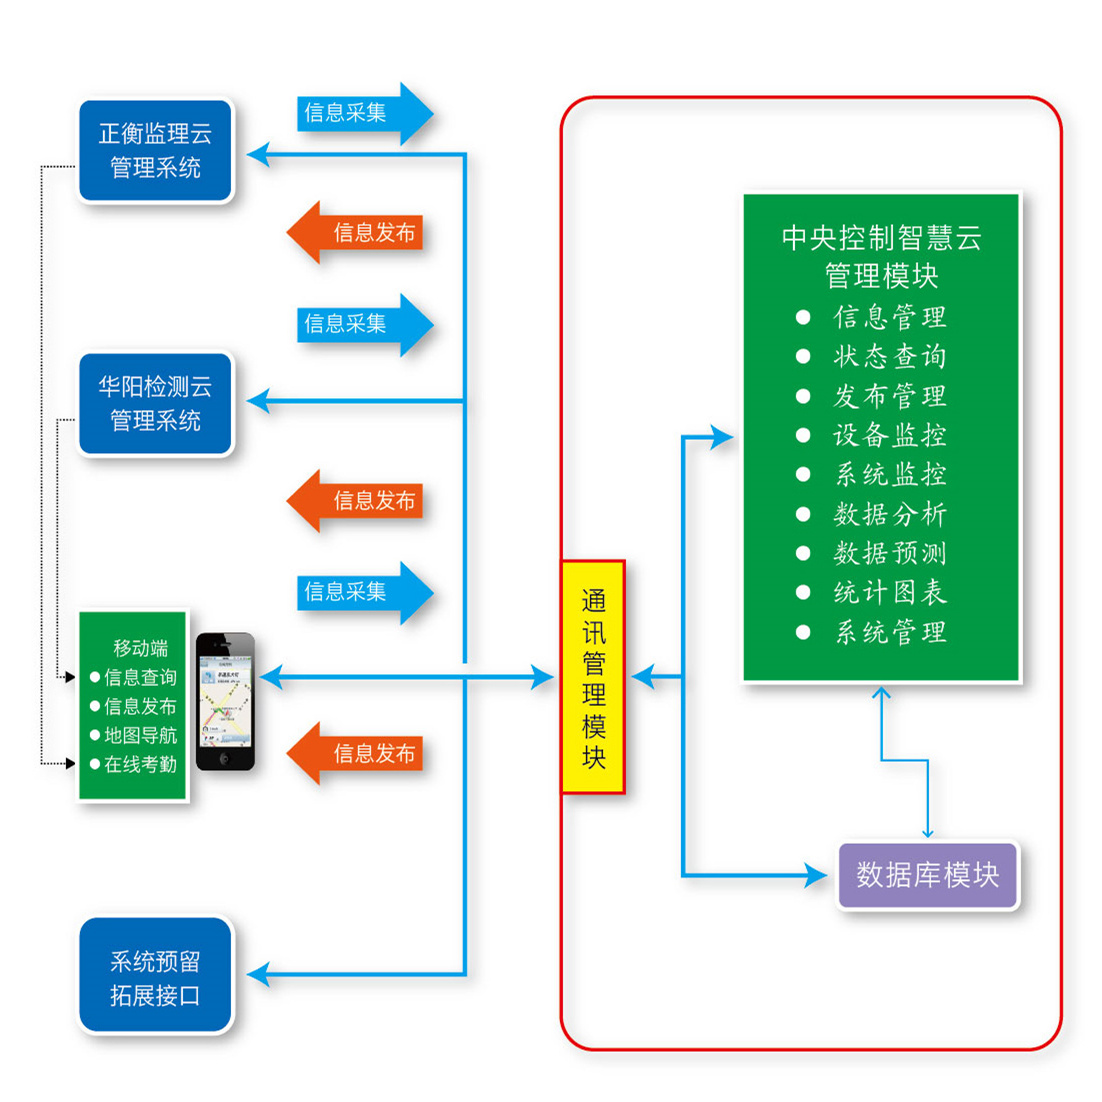 正衡监理云
管理系统
信息采集
信息发布
信息采集
华阳检测云
管理系统
信息发布
信息采集
移动端
信息查询
信息发布
地图导航
在线考勤
信息发布
系统预留
拓展接口
通讯管理模块
中央控制智慧云
管理模块
信息管理
状态查询
发布管理
设备监控
系统监控
数据分析
数据预测
统计图表
系统管理
数据库模块